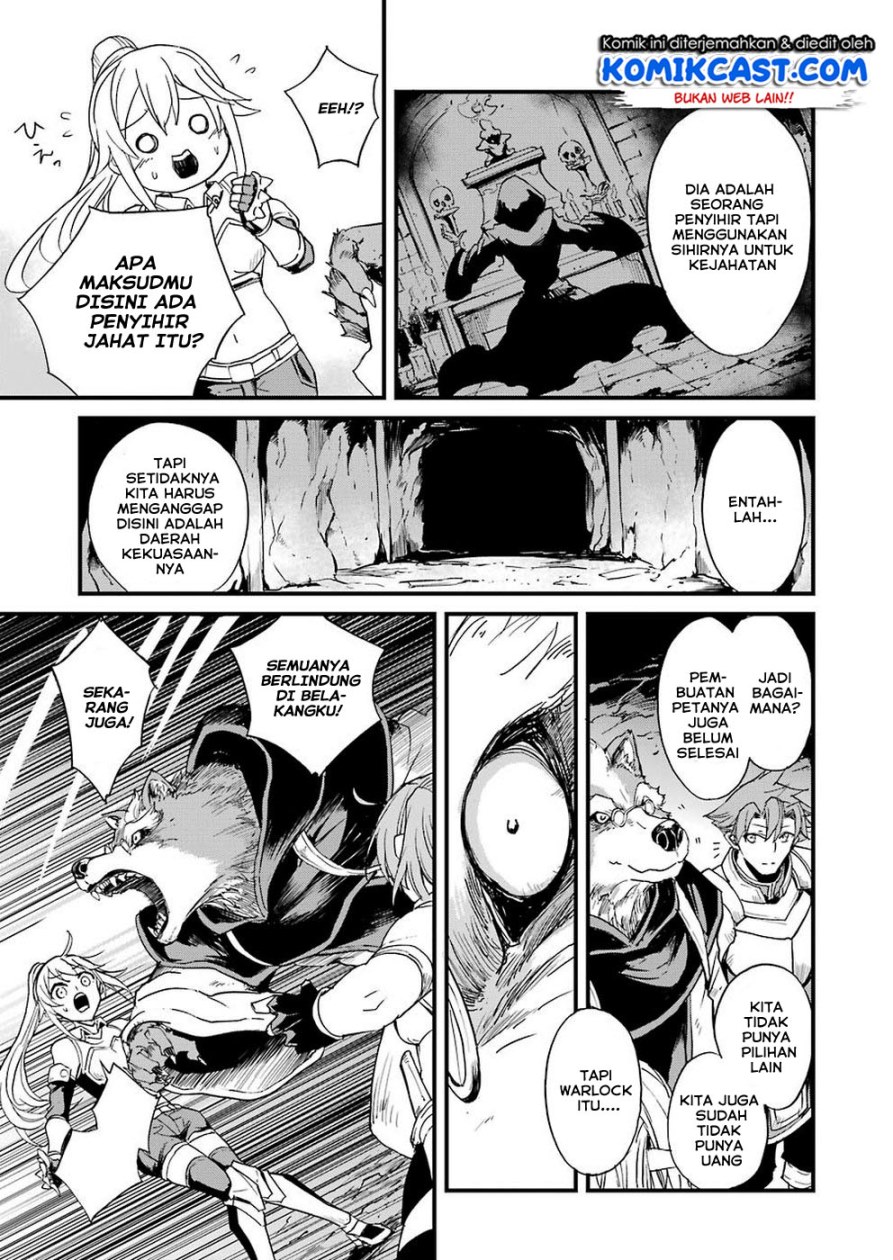 Komik ini diterjemahkan & diedit oleh
KOMIKCAST.COM
BUKAN WEB LAIN!!
DIA ADALAH
SEORANG
PENYIHIR TAPI
MENGGUNAKAN
SIHIRNYA UNTUK
KEJAHATAN
EEH!?
ひえっ
APA
MAKSUDMU
DISINI ADA
PENYIHIR
JAHAT ITU?
ENTAH-
LAH...
TAPI
SETIDAKNYA
KITA HARUS
MENGANGGAP
DISINI ADALAH
DAERAH
KEKUASAAN-
NYA
JADI
BAGAI-
MANA?
PEM-
BUATAN
PETANYA
JUGA
BELUM
SELESAI
KITA
TIDAK
PUNYA
PILIHAN
LAIN
KITA JUGA
SUDAH
TIDAK
PUNYA
UANG
TAPI
WARLOCK
ITU....
SEMUANYA
BERLINDUNG
DI BELA-
KANGKU!
SEKA-
RANG
JUGA!